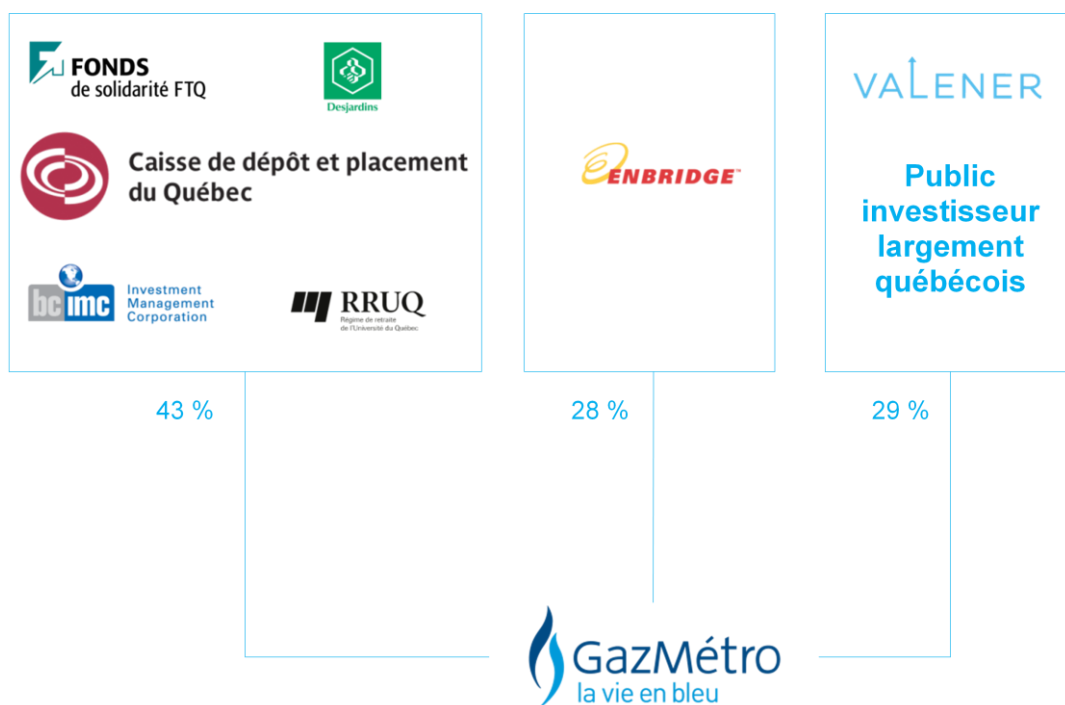 FONDS
de solidarité FTQ
Desjardins
Caisse de dépôt et placement
du Québec
bc imc
Investment
Management
Corporation
RRUQ
Régime de retraite
de l'Université du Québec
ENBRIDGE™
VALENER
Public
investisseur
largement
québécois
43 %
28 %
29 %
GazMétro
la vie en bleu